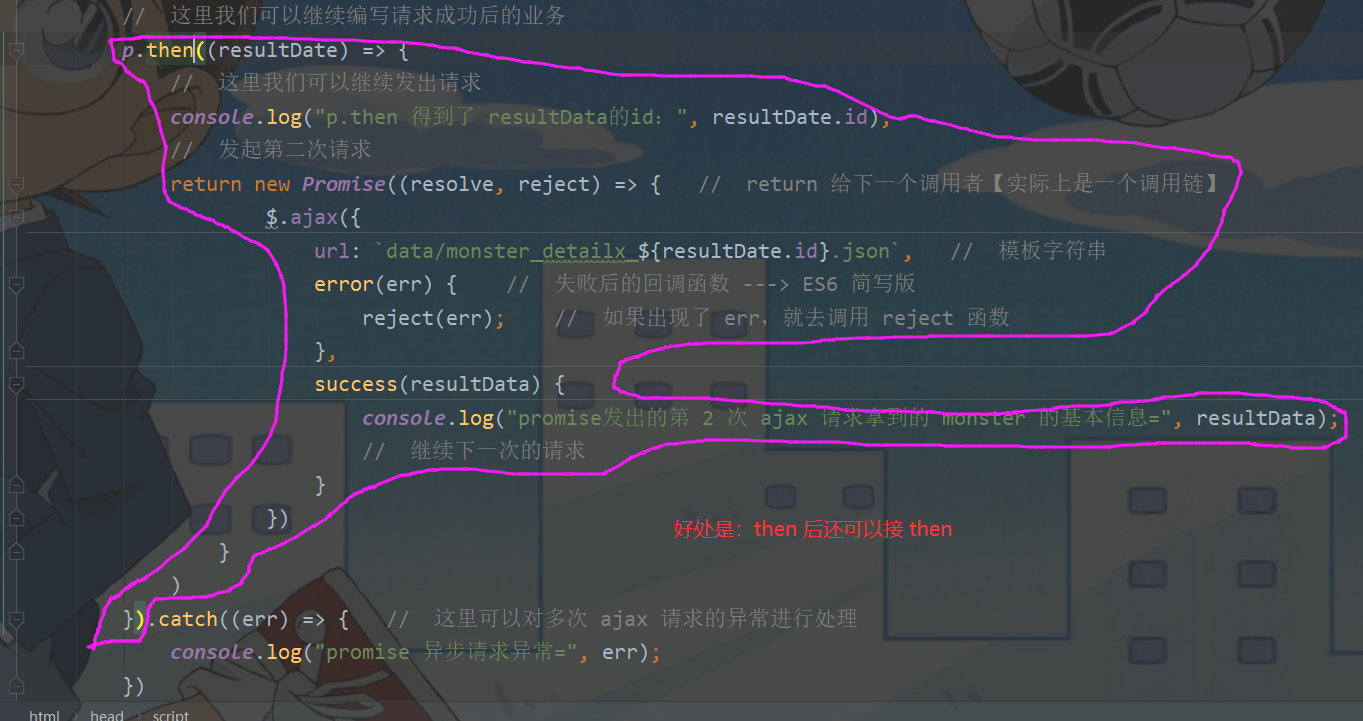 //  这里我们可以继续编写请求成功后的业务
p.then((resultDate) => {
//  这里我们可以继续发出请求
console.log("p.then 得到了 resultData的id: ", resultDate.id);
//  发起第二次请求
return new Promise((resolve, reject) => {   //  return 给下一个调用者【实际上是一个调用链】
$.ajax({
url: `data/monster_detailx_${resultDate.id}.json`,   //  模板字符串
error(err) {    //  失败后的回调函数 ---> ES6 简写版
reject(err);    //  如果出现了 err，就去调用 reject 函数
},
success(resultData) {
console.log("promise发出的第 2 次 ajax 请求拿到的 monster 的基本信息=", resultData);
//  继续下一次的请求
}
})
好处是：then 后还可以接 then
}
)
}).catch((err) => {   //  这里可以对多次 ajax 请求的异常进行处理
console.log("promise 异步请求异常=", err);
})
html  head  script